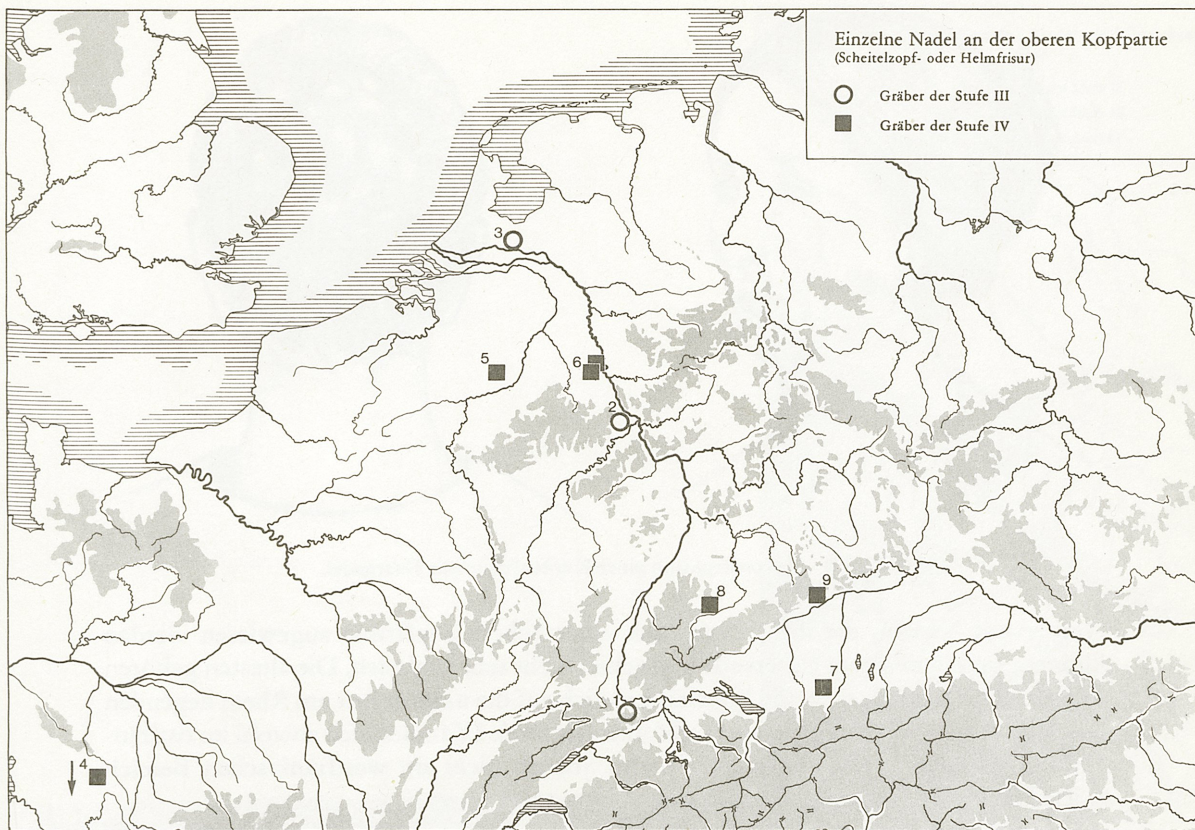 Einzelne Nadel an der oberen Kopfpartie
(Scheitelzopf- oder Helmfrisur)
Gräber der Stufe III
Gräber der Stufe IV
3
5
6
2
8
9
7
1
4